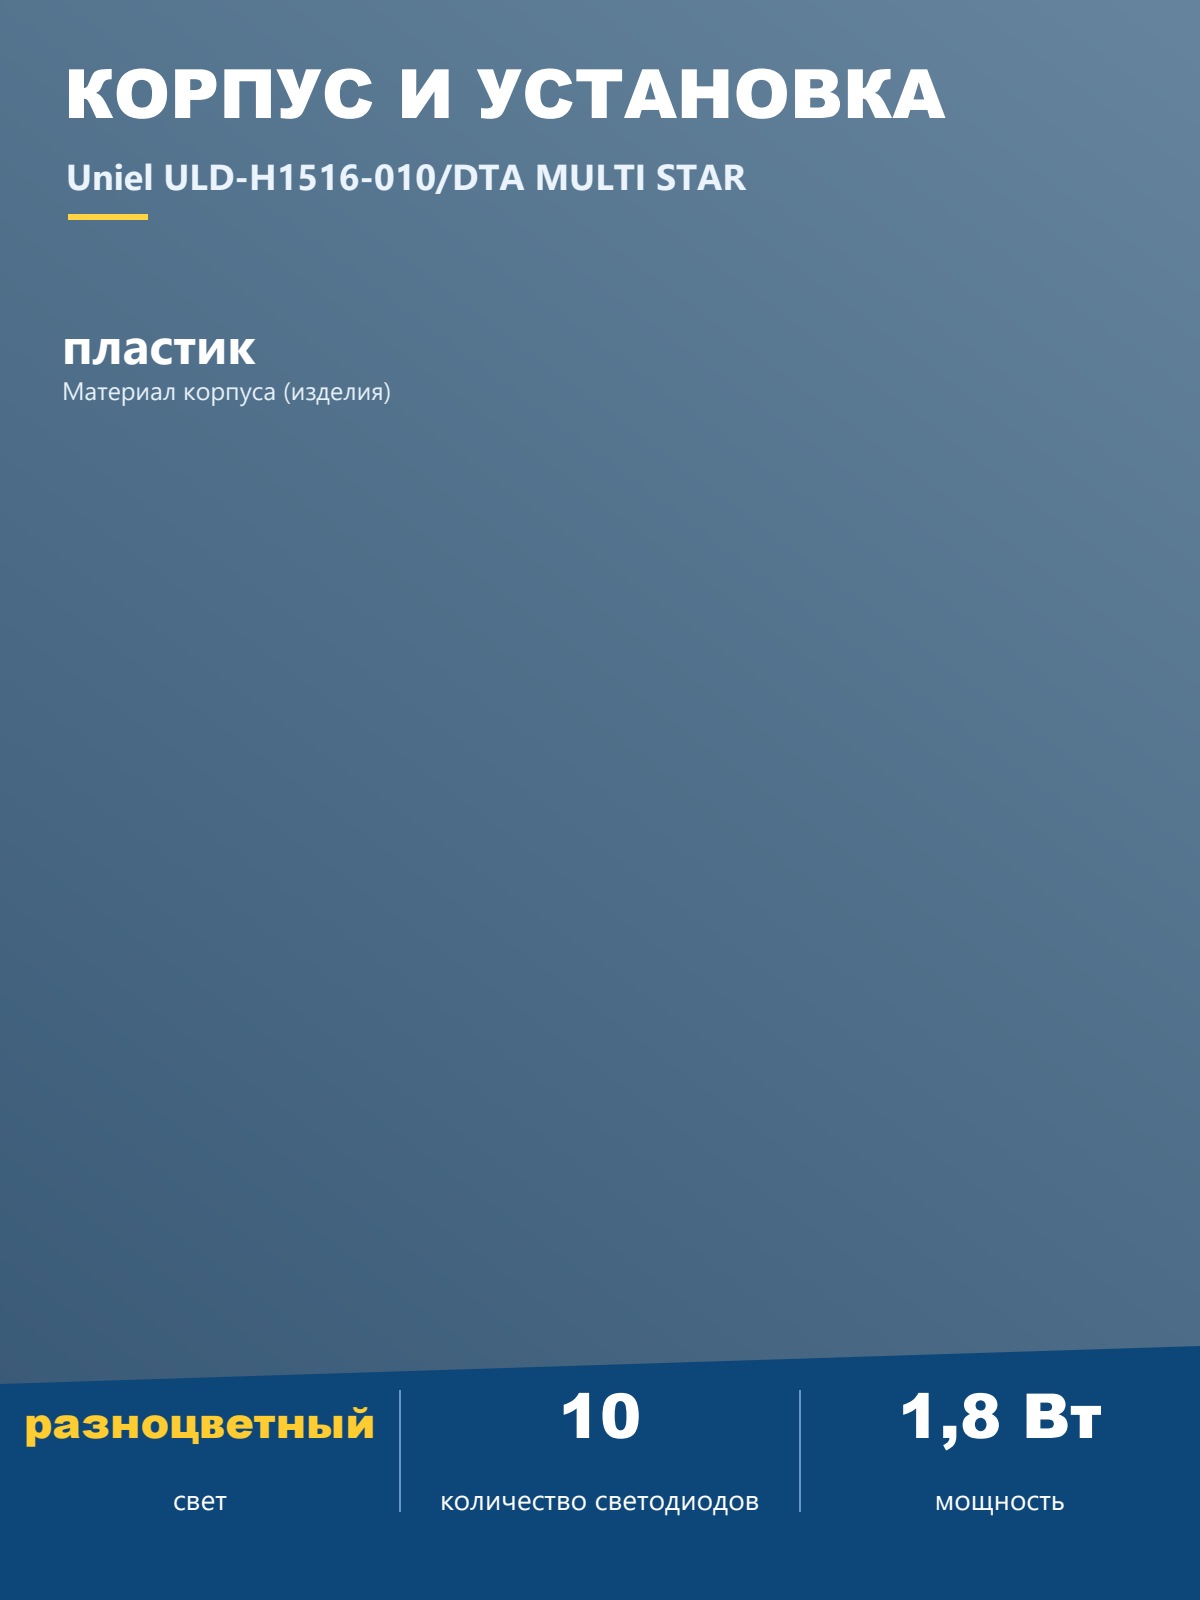 КОРПУС И УСТАНОВКА
Uniel ULD-H1516-010/DTA MULTI STAR
пластик
Материал корпуса (изделия)
разноцветный
10
1,8 Вт
свет
количество светодиодов
мощность